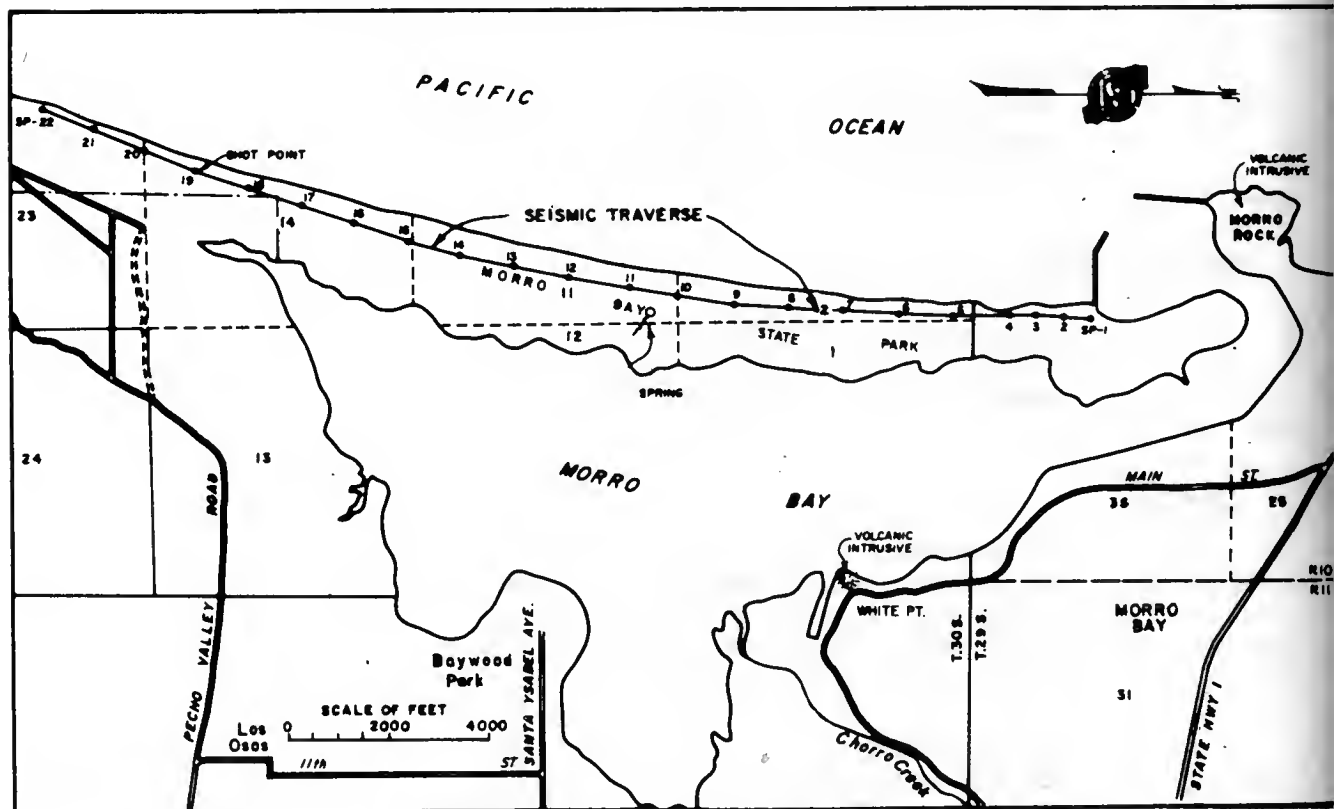 PACIFIC
OCEAN
VOLCANIC
INTRUSIVE
MORRO
ROCK
SP-22
21
20
SHOT POINT
19
18
17
16
15
14
13
12
11
10
9
8
7
6
5
4
3
2
SP-1
SEISMIC TRAVERSE
23
14
MORRO
11
BAY
2
STATE
PARK
12
1
SPRING
24
13
MORRO
BAY
MAIN
ST.
36
25
VOLCANIC
INTRUSIVE
WHITE PT.
R10
R11
T.30 S.
T.29 S.
MORRO
BAY
31
PECHO VALLEY ROAD
Baywood
Park
SANTA YSABEL AVE.
SCALE OF FEET
0 2000 4000
Los
Osos
11th ST
Chorro Creek
STATE HWY 1